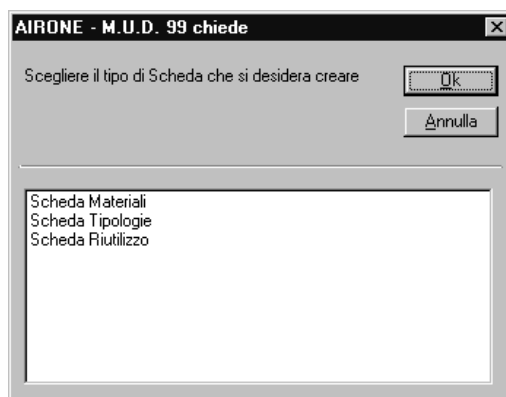 AIRONE - M.U.D. 99 chiede
Scegliere il tipo di Scheda che si desidera creare
Ok
Annulla
Scheda Materiali
Scheda Tipologie
Scheda Riutilizzo